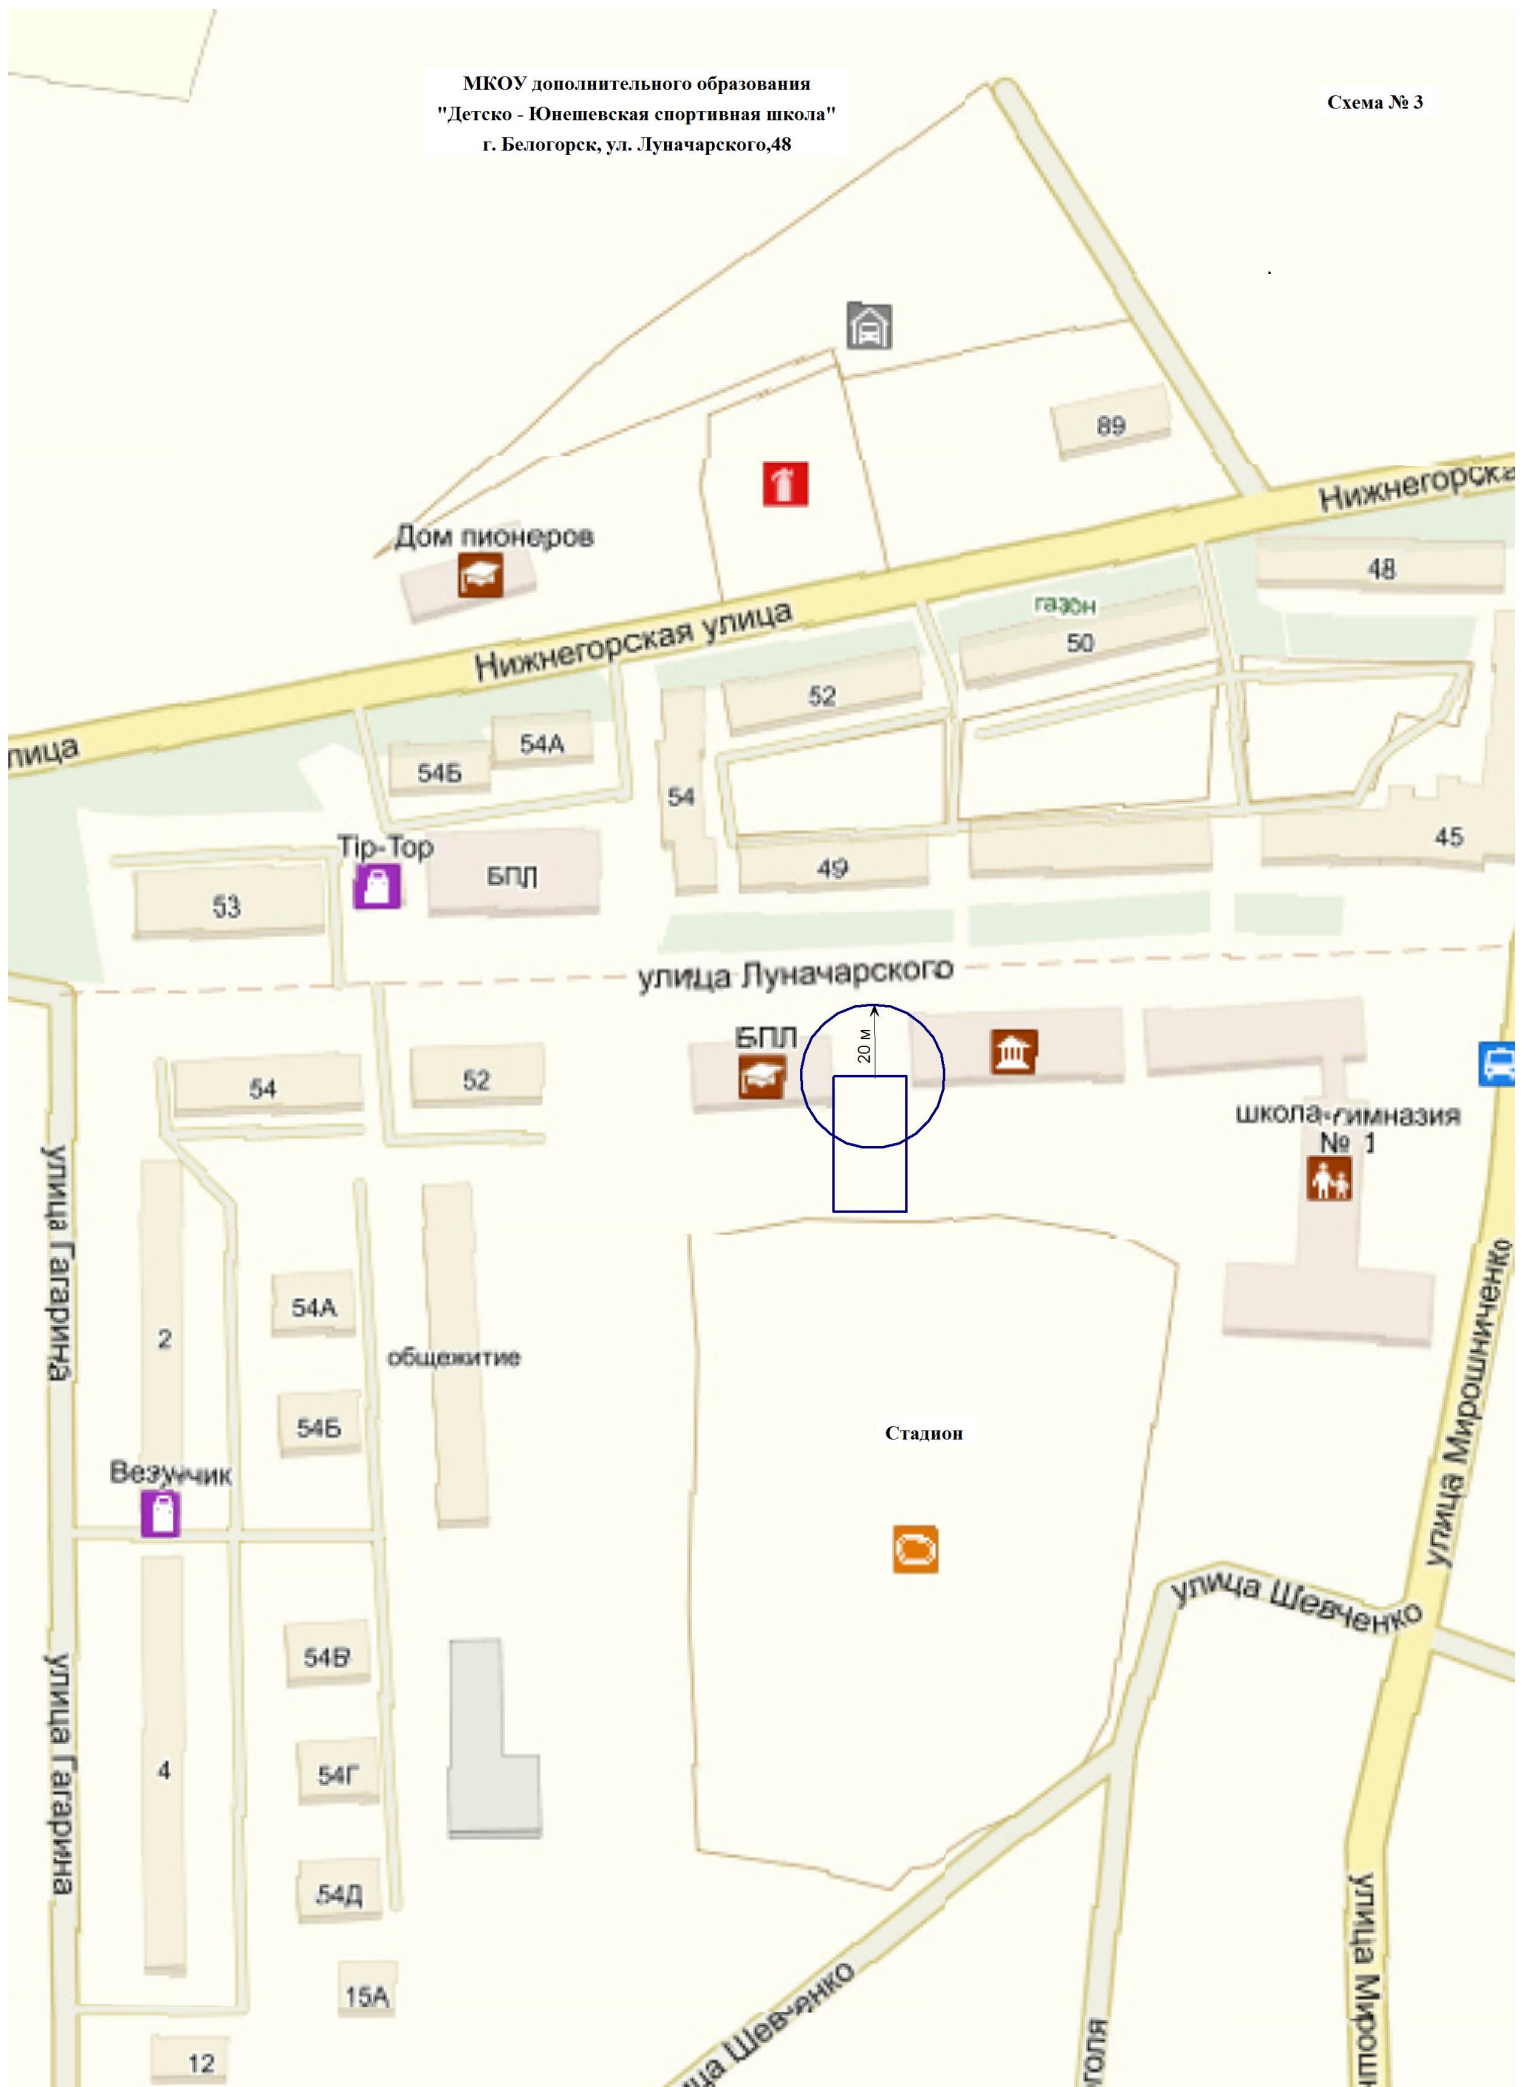 МКОУ дополнительного образования
"Детско - Юнешевская спортивная школа"
г. Белогорск, ул. Луначарского,48
Схема № 3
89
Нижнегорска
Дом пионеров
48
газон
Нижнегорская улица
50
52
лица
54А
54Б
54
45
Tip-Top
49
БПЛ
53
улица Луначарского
БПЛ
20 м
54
52
школа-гимназия
№ 1
улица Гагарина
54А
2
общежитие
улица Мирошниченко
54Б
Стадион
Везунчик
улица Шевченко
54В
улица Гагарина
4
54Г
54Д
15А
ица Шевченко
улица Мирошн
оголя
12